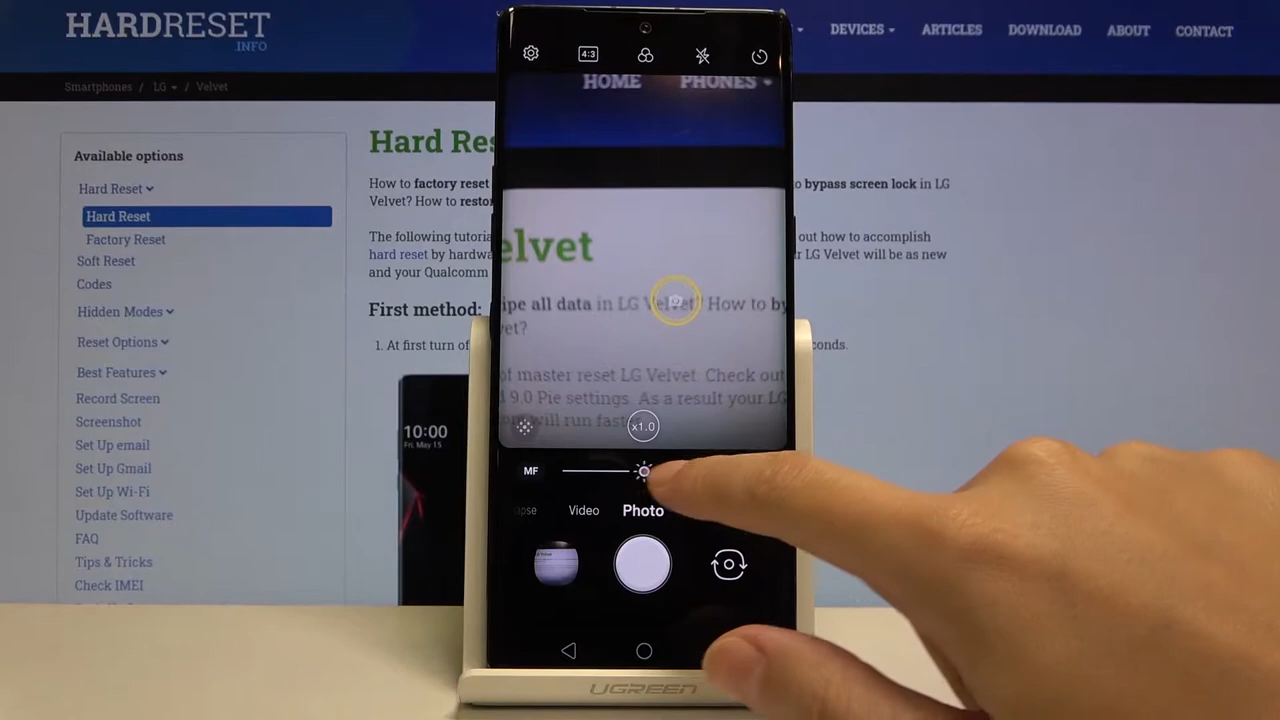 HARDRESET
.INFO
DEVICES
ARTICLES
DOWNLOAD
ABOUT
CONTACT
Smartphones / LG / Velvet
Available options
Hard Reset
Hard Reset
Factory Reset
Soft Reset
Codes
Hidden Modes
Reset Options
Best Features
Record Screen
Screenshot
Set Up email
Set Up Gmail
Set Up Wi-Fi
Update Software
FAQ
Tips & Tricks
Check IMEI
Hard Res
How to factory reset
o bypass screen lock in LG
Velvet? How to
The following
out how to accomplish
hard reset by
r LG Velvet will be as new
and your Qualcomm
First method:
1. At first turn of
conds.
10:00
Fri, May 15
4:3
HOME PHONES
elvet
ipe all data in LG Velvet? How to by
vet?
of master reset LG Velvet. Check out
9.0 Pie settings. As a result your LG
will run faster
x1.0
MF
pse Video Photo
UGREEN